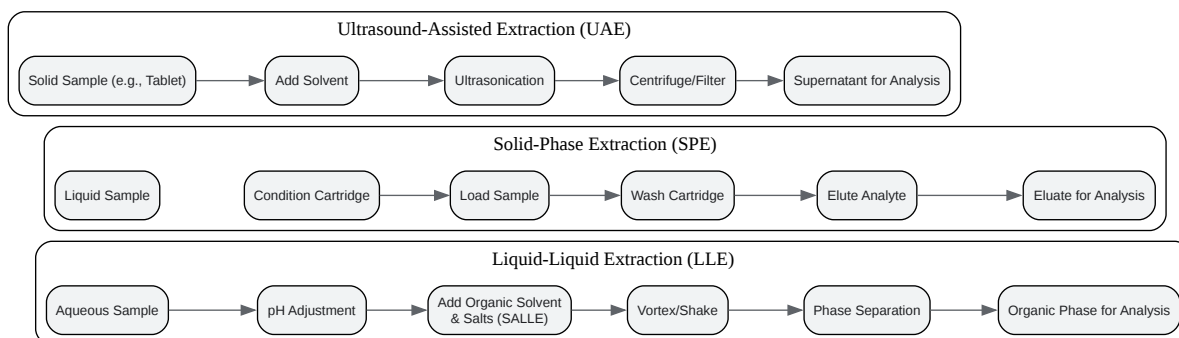 Ultrasound-Assisted Extraction (UAE)
Solid Sample (e.g., Tablet)
Add Solvent
Ultrasonication
Centrifuge/Filter
Supernatant for Analysis
Solid-Phase Extraction (SPE)
Liquid Sample
Condition Cartridge
Load Sample
Wash Cartridge
Elute Analyte
Eluate for Analysis
Liquid-Liquid Extraction (LLE)
Aqueous Sample
pH Adjustment
Add Organic Solvent
& Salts (SALLE)
Vortex/Shake
Phase Separation
Organic Phase for Analysis